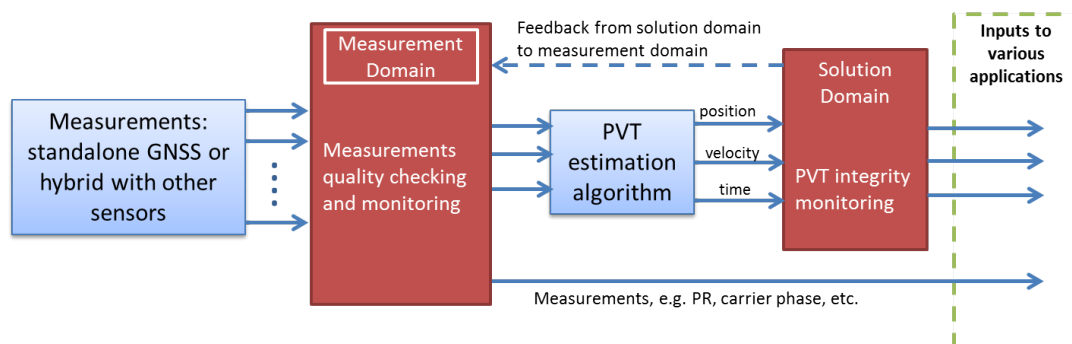 Measurements:
standalone GNSS or
hybrid with other
sensors
Measurement
Domain
Measurements
quality checking
and monitoring
Feedback from solution domain
to measurement domain
PVT
estimation
algorithm
position
velocity
time
Solution
Domain
PVT integrity
monitoring
Inputs to
various
applications
Measurements, e.g. PR, carrier phase, etc.